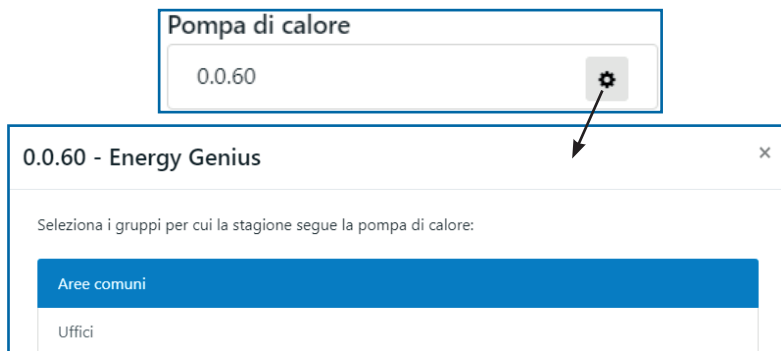 Pompa di calore
0.0.60
0.0.60 - Energy Genius
×
Seleziona i gruppi per cui la stagione segue la pompa di calore:
Aree comuni
Uffici